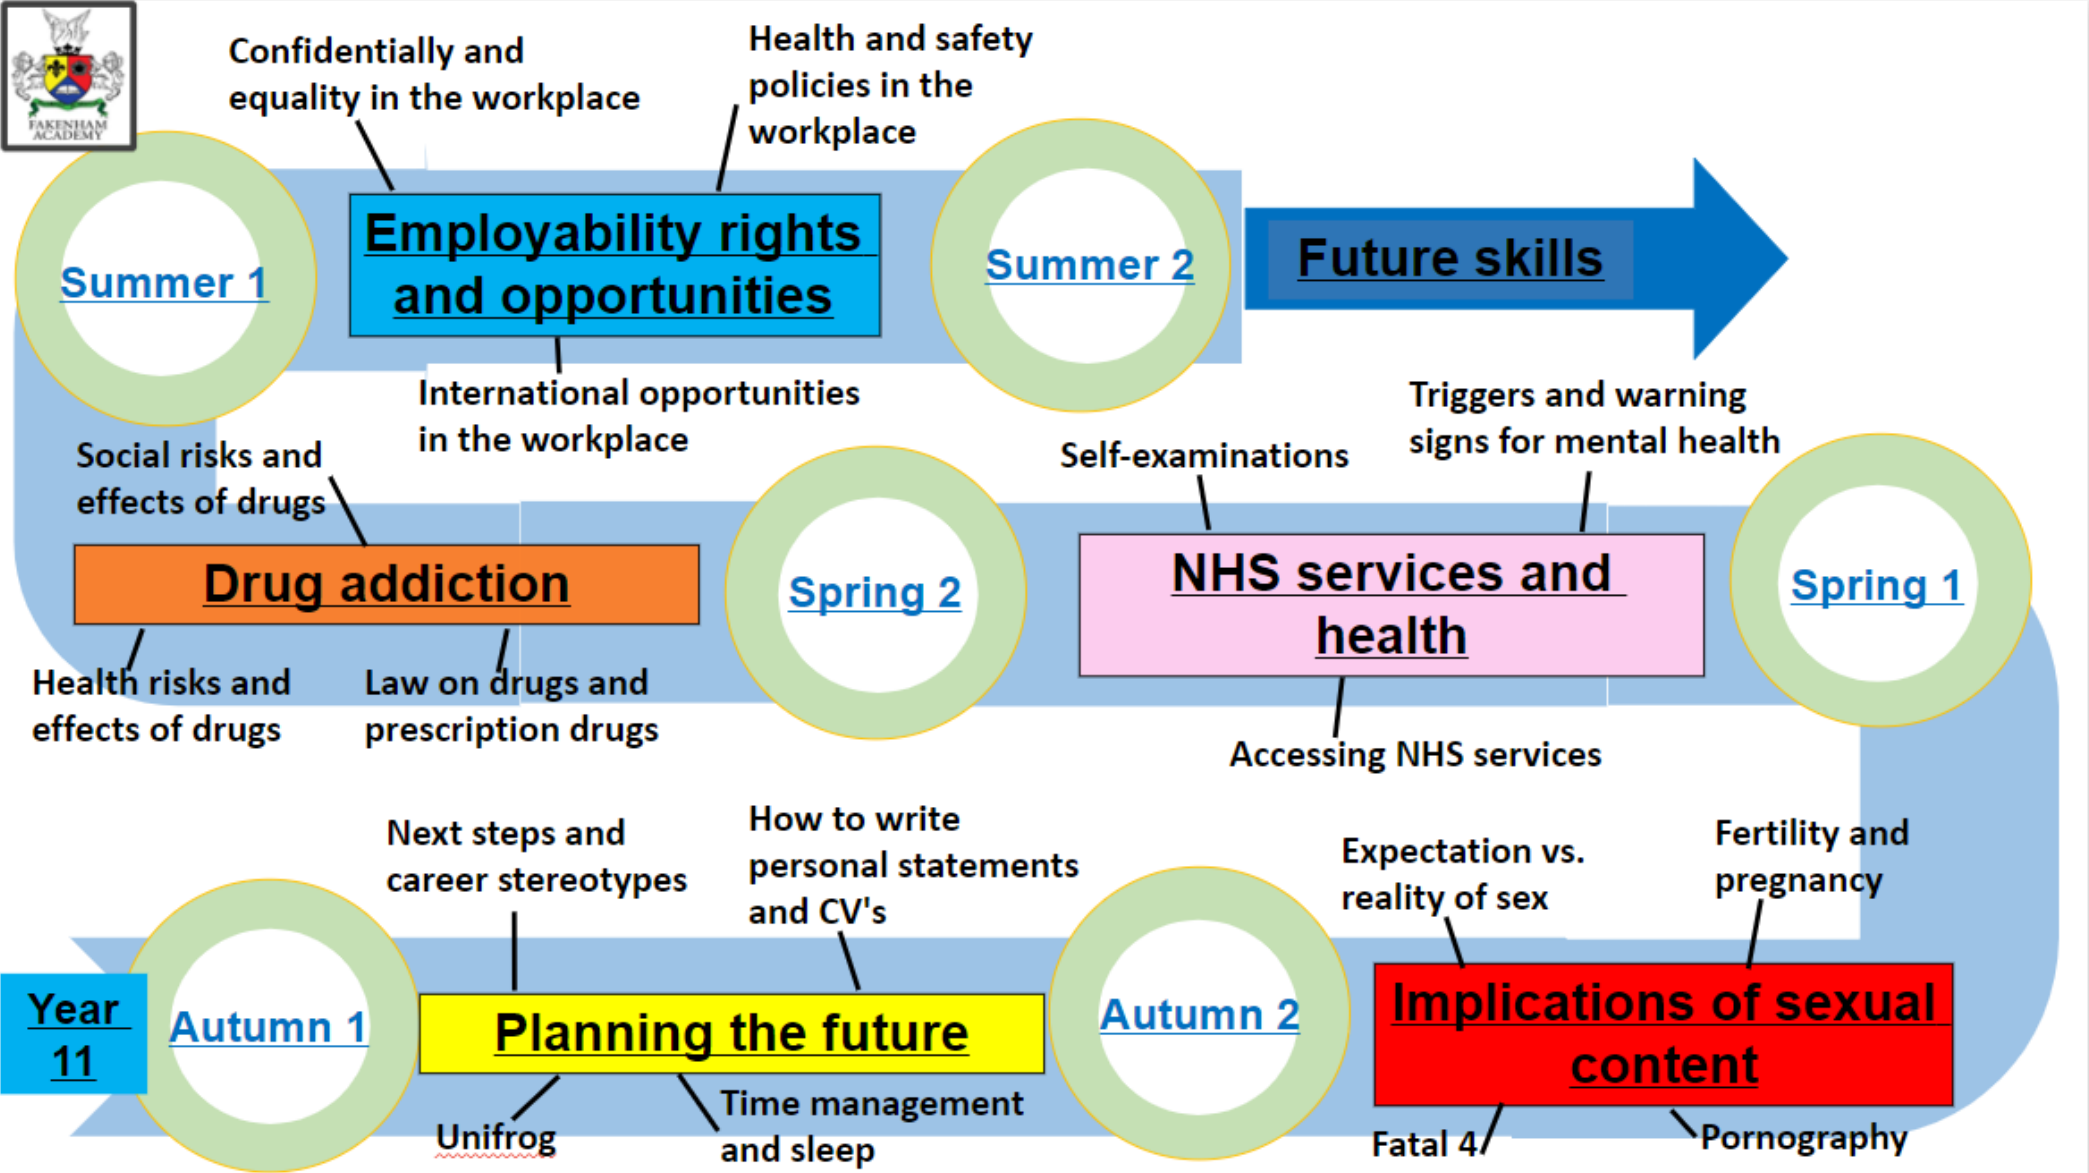 FAKENHAM
ACADEMY
Confidentially and
equality in the workplace
Health and safety
policies in the
workplace
Summer 1
Employability rights
and opportunities
Summer 2
Future skills
International opportunities
in the workplace
Social risks and
effects of drugs
Self-examinations
Triggers and warning
signs for mental health
Drug addiction
Spring 2
NHS services and
health
Spring 1
Health risks and
effects of drugs
Law on drugs and
prescription drugs
Accessing NHS services
Next steps and
career stereotypes
How to write
personal statements
and CV's
Expectation vs.
reality of sex
Fertility and
pregnancy
Year
11
Autumn 1
Planning the future
Autumn 2
Implications of sexual
content
Unifrog
Time management
and sleep
Fatal 4
Pornography